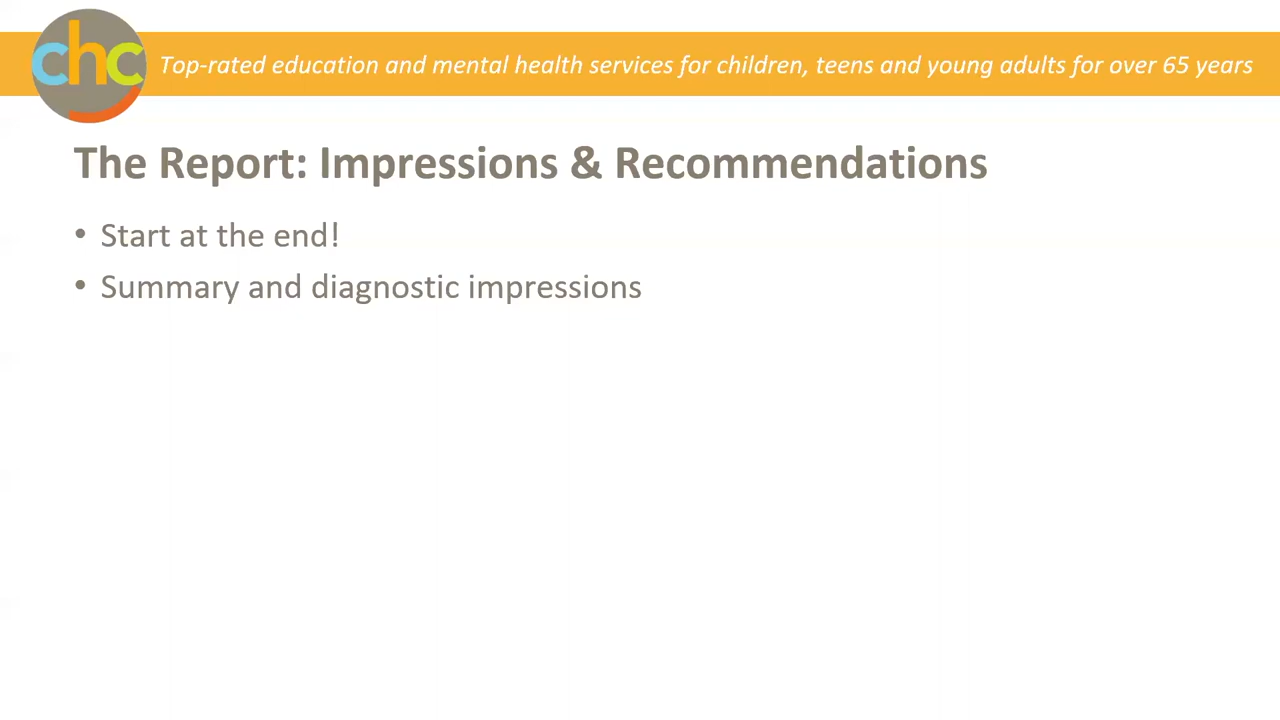 chc
Top-rated education and mental health services for children, teens and young adults for over 65 years
The Report: Impressions & Recommendations
• Start at the end!
• Summary and diagnostic impressions